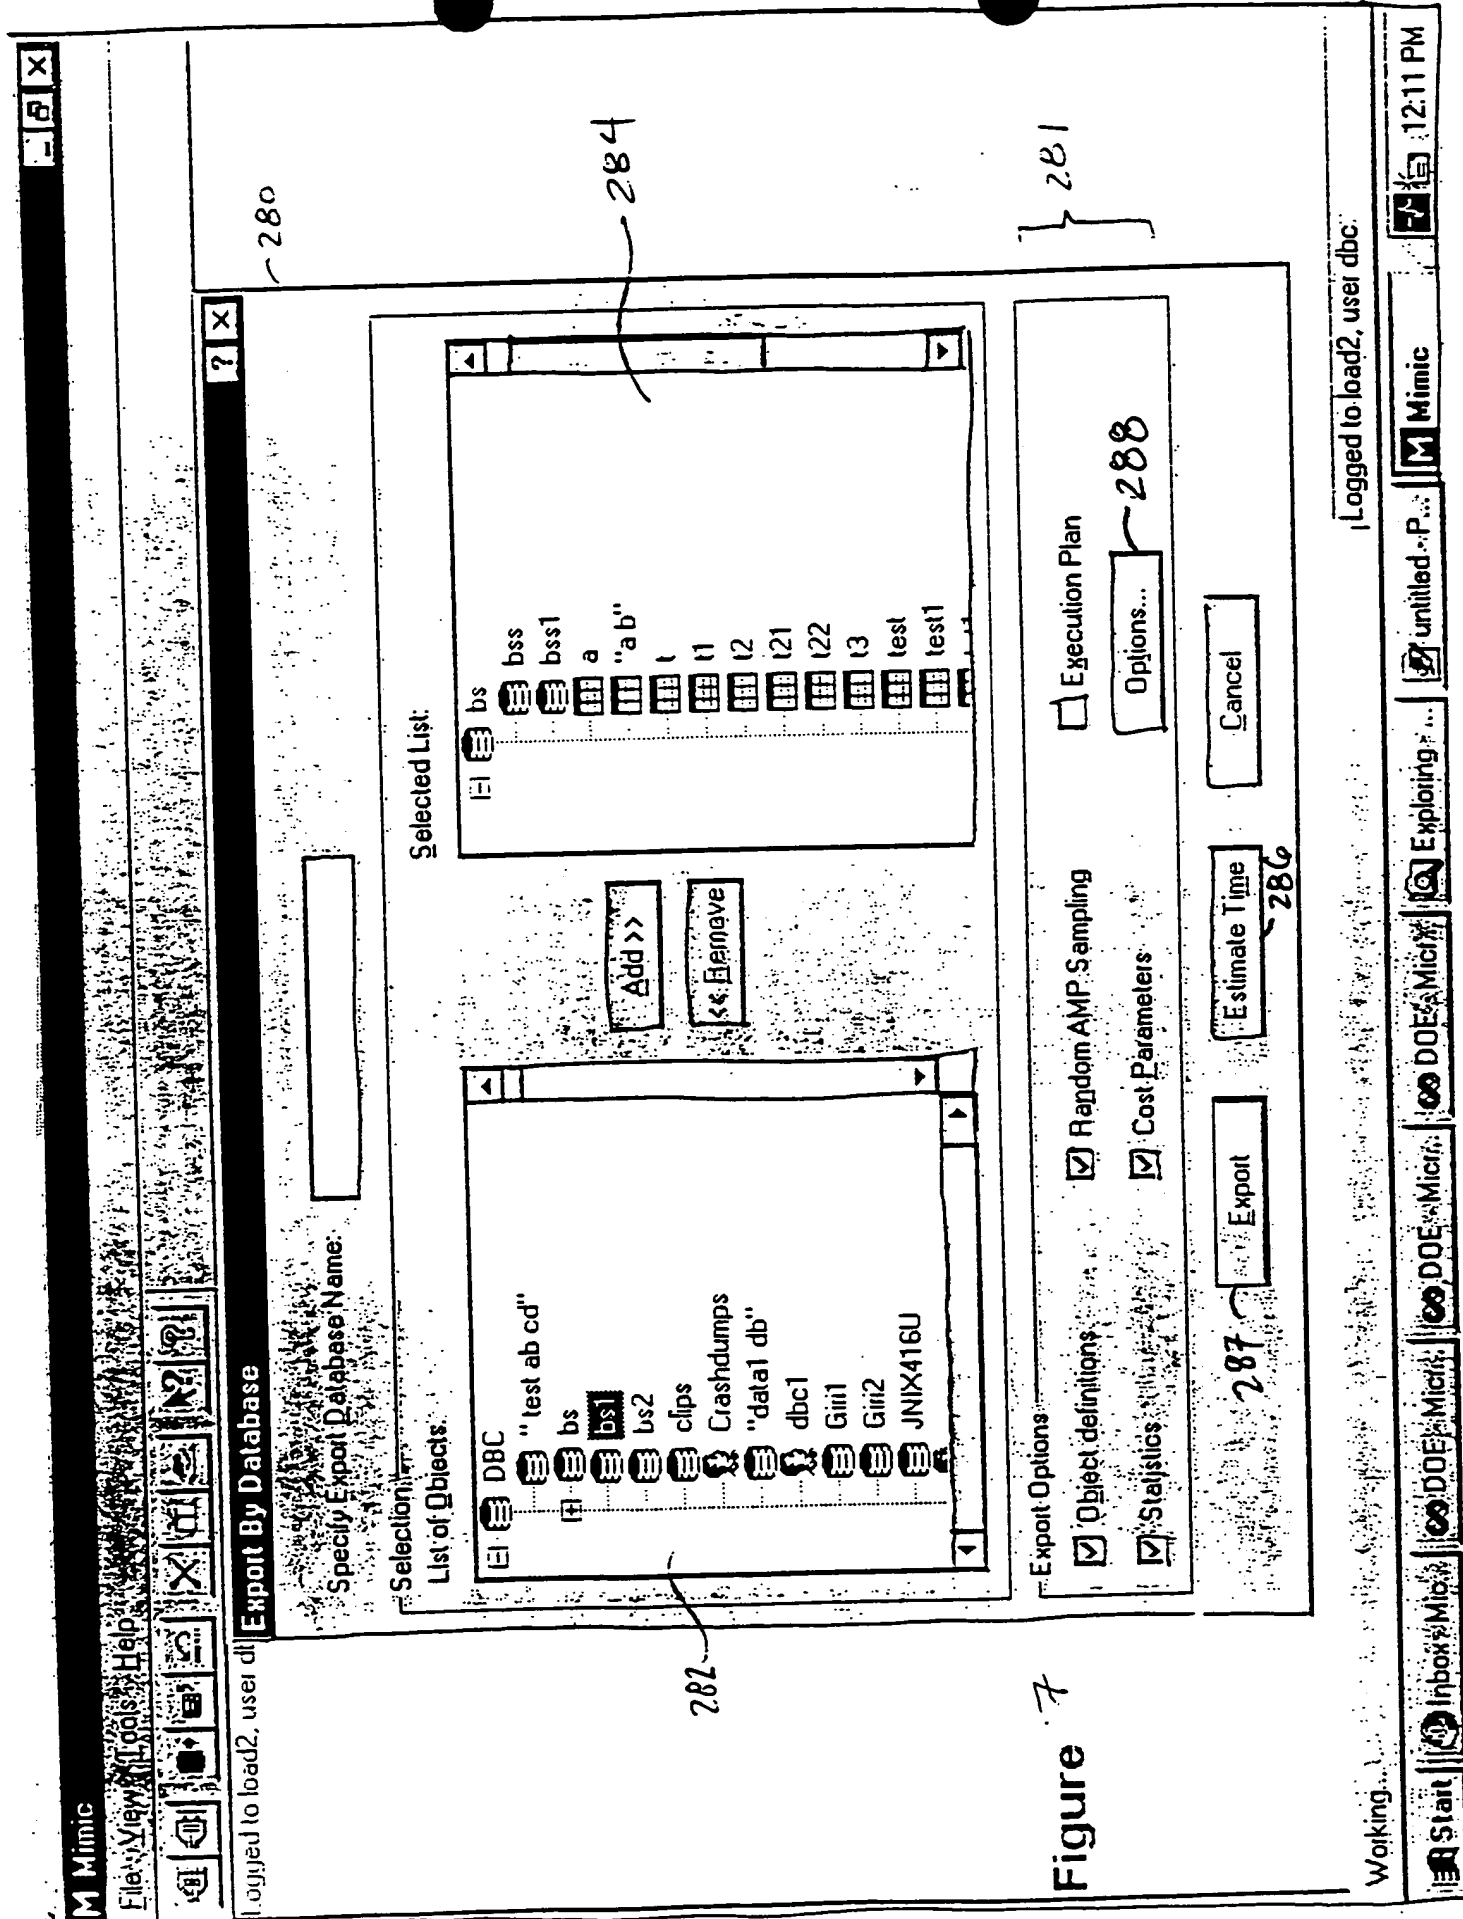 M Mimic
File View Tools Help
Logged to load2, user
Export By Database
? X
280
Specify Export Database Name:
Selection
List of Objects:
DBC
"test ab cd"
bs
bs1
bs2
clips
Crashdumps
"data1 db"
dbc1
Giri1
Giri2
JNIX416U
282
Add >>
<< Remove
Selected List:
bs
bss
bss1
a
"a b"
t
t1
t2
t21
t22
t3
test
test1
284
Export Options
Object definitions
Random AMP Sampling
Execution Plan
Statistics
Cost Parameters
Options...
288
281
287
Export
Estimate Time
286
Cancel
Figure 7
Working...
Logged to load2, user dbc.
Start
Inbox - Mic...
DOE - Micr...
DOE - Micr...
DOE - Micr...
Exploring - ...
untitled - P...
M Mimic
12:11 PM